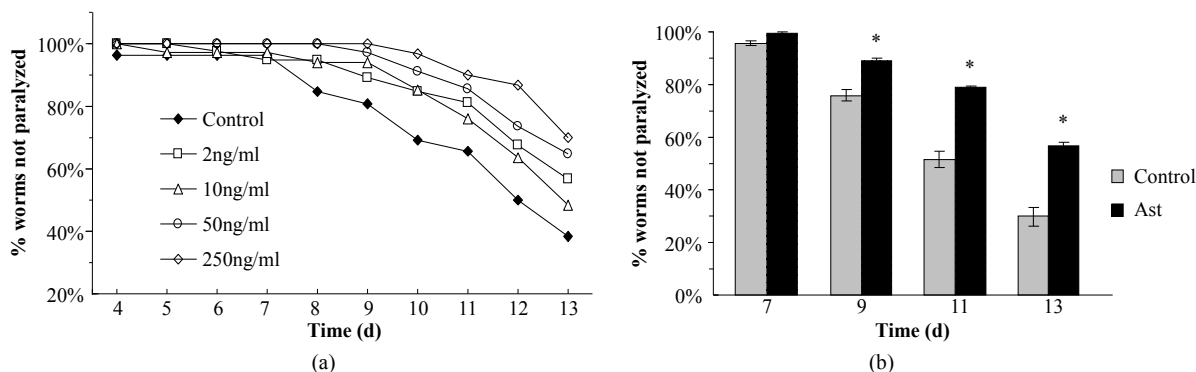 % worms not paralyzed
100%
80%
60%
40%
20%
Control
2ng/ml
10ng/ml
50ng/ml
250ng/ml
4 5 6 7 8 9 10 11 12 13
Time (d)
(a)
% worms not paralyzed
100%
80%
60%
40%
20%
0%
*
*
*
7 9 11 13
Time (d)
Control
Ast
(b)